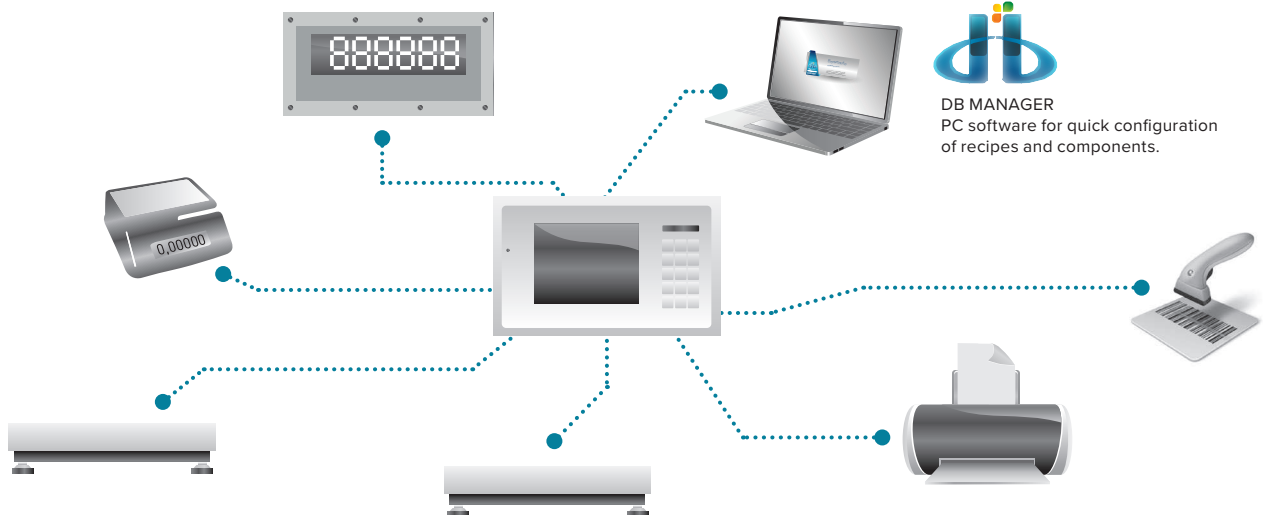 888888
DB MANAGER
PC software for quick configuration
of recipes and components.
0,00000